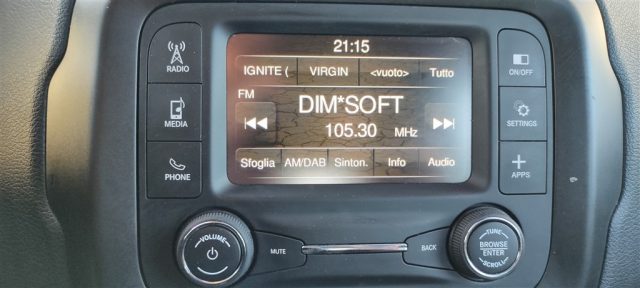 21:15
IGNITE ( VIRGIN <vuoto> Tutto
FM
DIM*SOFT
105.30 MHz
Sfoglia AM/DAB Sinton. Info Audio
RADIO
MEDIA
PHONE
ON/OFF
SETTINGS
APPS
VOLUME
MUTE
BACK
TUNE
BROWSE
ENTER
SCROLL